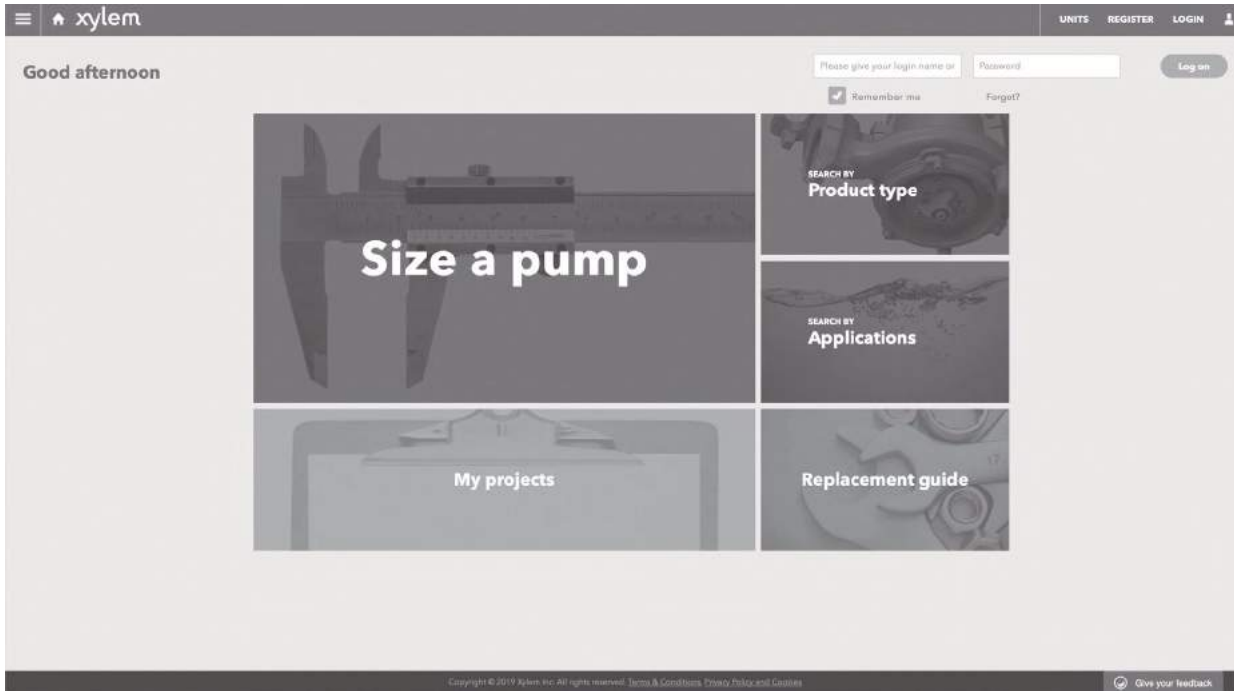 xylem
UNITS REGISTER LOGIN
Good afternoon
Please give your login name or
Password
Log on
Remember me
Forgot?
Size a pump
SEARCH BY
Product type
SEARCH BY
Applications
My projects
Replacement guide
17
Copyright © 2019 Xylem Inc. All rights reserved. Terms & Conditions, Privacy Policy and Cookies
Give your feedback